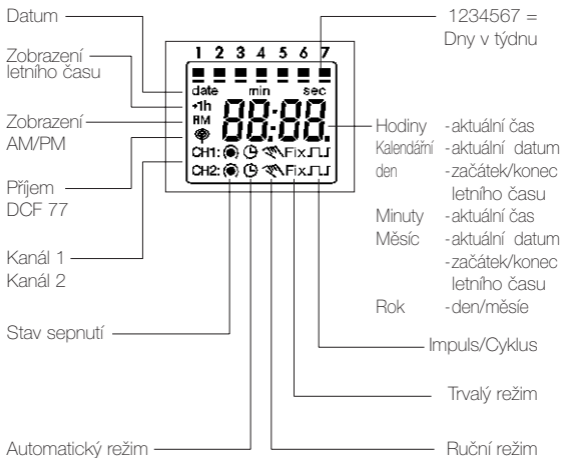 Datum
1234567 =
Dny v týdnu
1 2 3 4 5 6 7
Zobrazení
letního času
date min sec
+1h
88:88.
AM
Zobrazení
AM/PM
CH1: Fix
CH2: Fix
Příjem
DCF 77
Kanál 1
Kanál 2
Stav sepnutí
Automatický režim
Hodiny -aktuální čas
Kalendářní -aktuální datum
den -začátek/konec
letního času
Minuty -aktuální čas
Měsíc -aktuální datum
-začátek/konec
letního času
Rok -den/měsíe
Impuls/Cyklus
Trvalý režim
Ruční režim